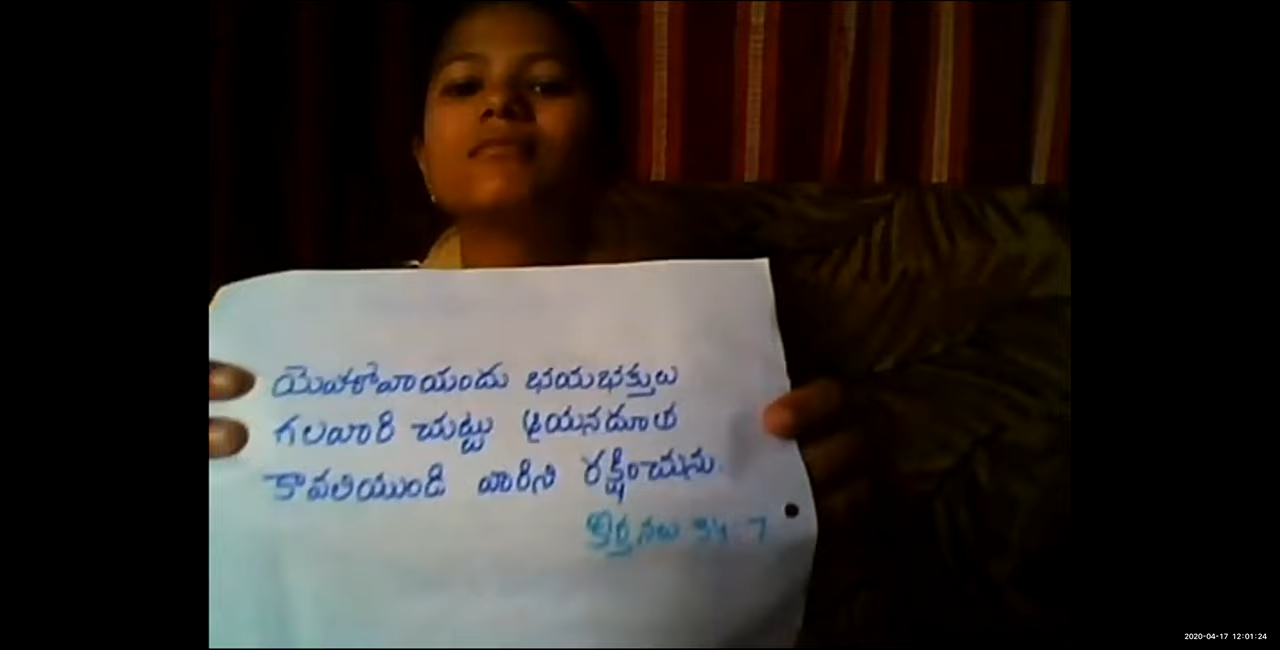 యెహోవాయందు భయభక్తులు
గలవారి చుట్టు ఆయనదూత
కావలియుండి వారిని రక్షించును.
కీర్తనలు 34:7
2020-04-17 12:01:24